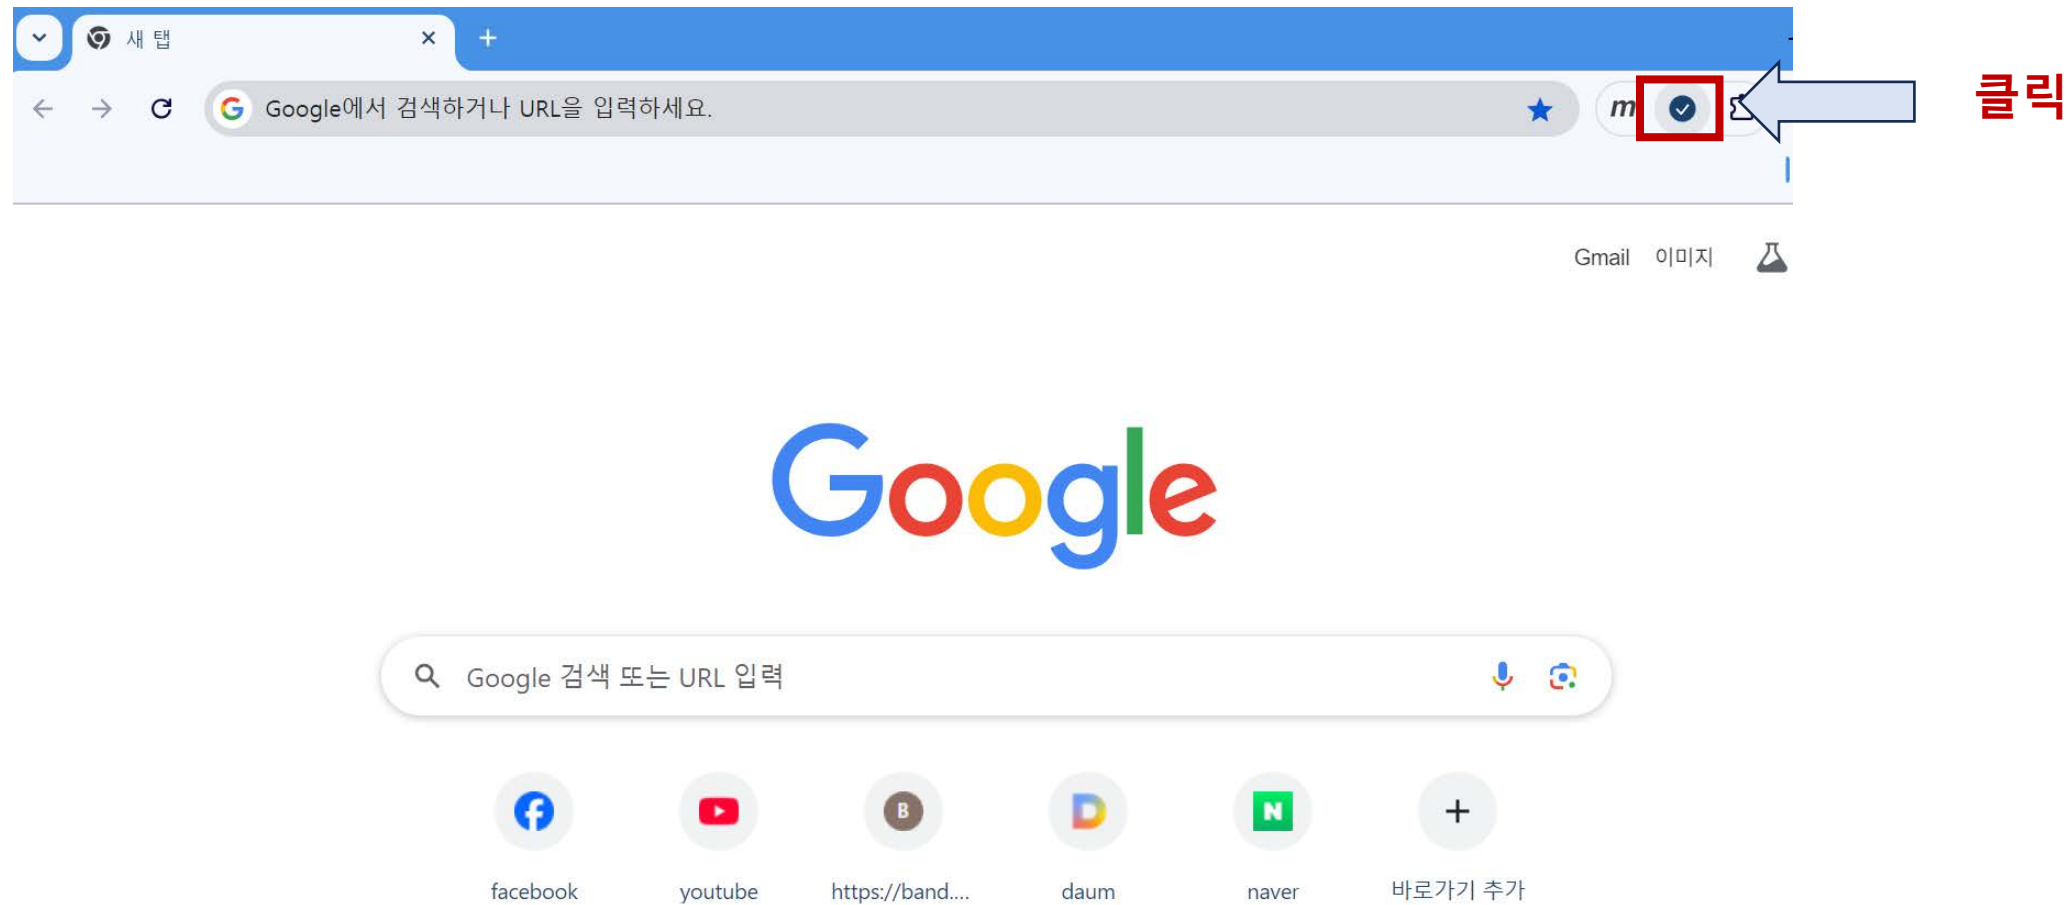 새 탭
Google에서 검색하거나 URL을 입력하세요.
m
클릭
Gmail 이미지
Google
Google 검색 또는 URL 입력
B
D
N
facebook youtube https://band.... daum naver 바로가기 추가